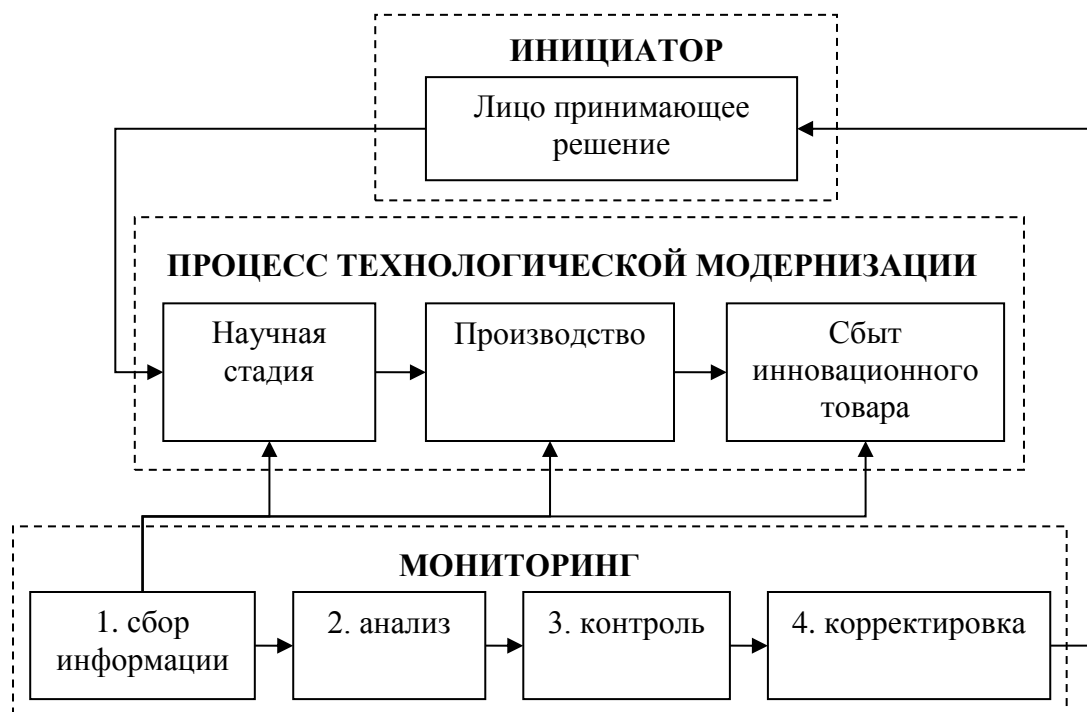 ИНИЦИАТОР
Лицо принимающее
решение
ПРОЦЕСС ТЕХНОЛОГИЧЕСКОЙ МОДЕРНИЗАЦИИ
Научная
стадия
Производство
Сбыт
инновационного
товара
МОНИТОРИНГ
1. сбор
информации
2. анализ
3. контроль
4. корректировка